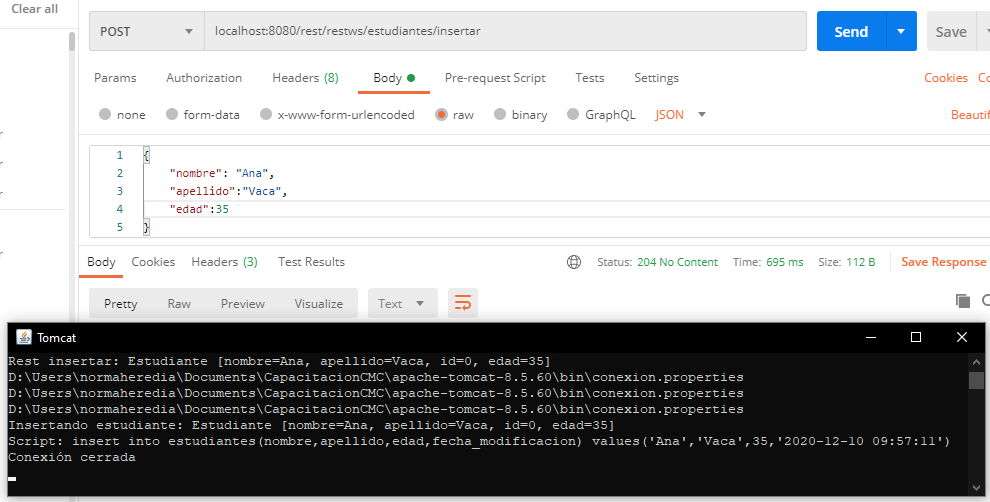 Clear all
POST localhost:8080/rest/restws/estudiantes/insertar Send Save
Params Authorization Headers (8) Body Pre-request Script Tests Settings Cookies
none form-data x-www-form-urlencoded raw binary GraphQL JSON
1 {
2 "nombre": "Ana",
3 "apellido":"Vaca",
4 "edad":35
5 }
Body Cookies Headers (3) Test Results Status: 204 No Content Time: 695 ms Size: 112 B Save Response
Pretty Raw Preview Visualize Text
Tomcat
Rest insertar: Estudiante [nombre=Ana, apellido=Vaca, id=0, edad=35]
D:\Users\normaheredia\Documents\CapacitacionCMC\apache-tomcat-8.5.60\bin\conexion.properties
D:\Users\normaheredia\Documents\CapacitacionCMC\apache-tomcat-8.5.60\bin\conexion.properties
D:\Users\normaheredia\Documents\CapacitacionCMC\apache-tomcat-8.5.60\bin\conexion.properties
Insertando estudiante: Estudiante [nombre=Ana, apellido=Vaca, id=0, edad=35]
Script: insert into estudiantes(nombre,apellido,edad,fecha_modificacion) values('Ana','Vaca',35,'2020-12-10 09:57:11')
Conexión cerrada